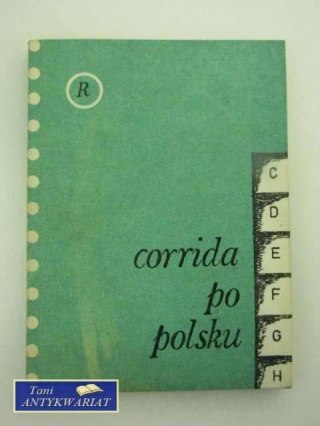 R
corrida
po
polsku
C
D
E
F
G
H
Tani
ANTYKWARIAT